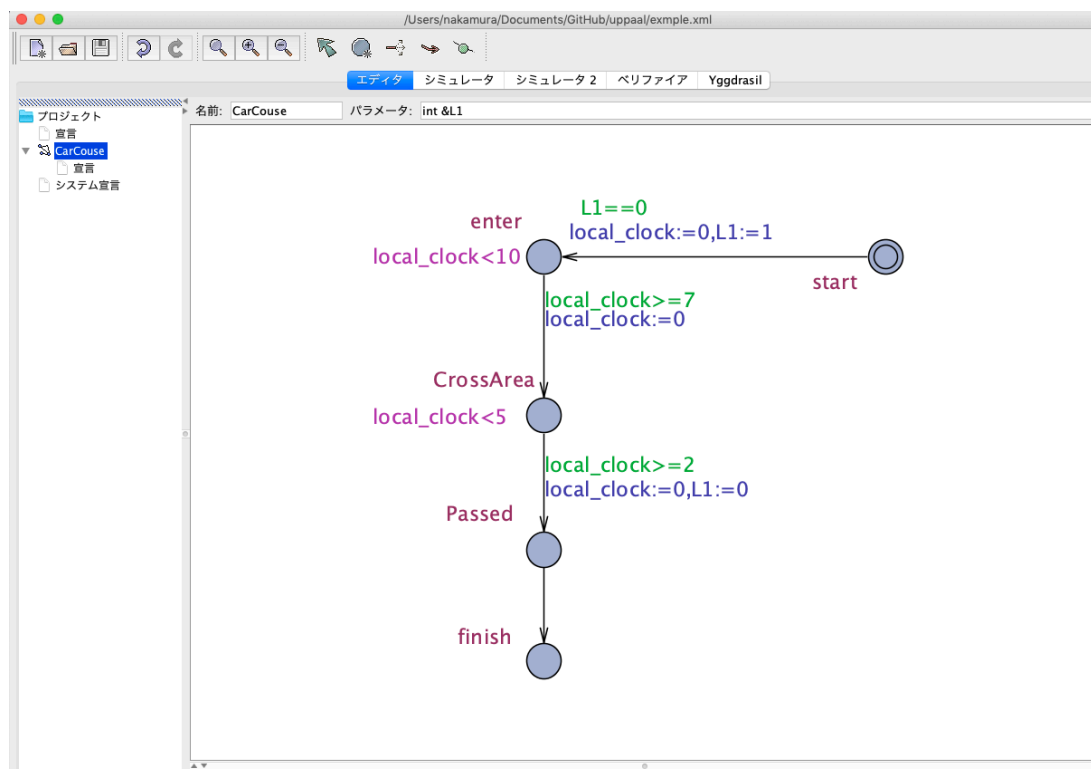 /Users/nakamura/Documents/GitHub/uppaal/exmple.xml
エディタ シミュレータ シミュレータ 2 ベリファイア Yggdrasil
プロジェクト
宣言
CarCouse
宣言
システム宣言
名前: CarCouse パラメータ: int &L1
L1==0
enter
local_clock:=0,L1:=1
local_clock<10
start
local_clock>=7
local_clock:=0
CrossArea
local_clock<5
local_clock>=2
local_clock:=0,L1:=0
Passed
finish